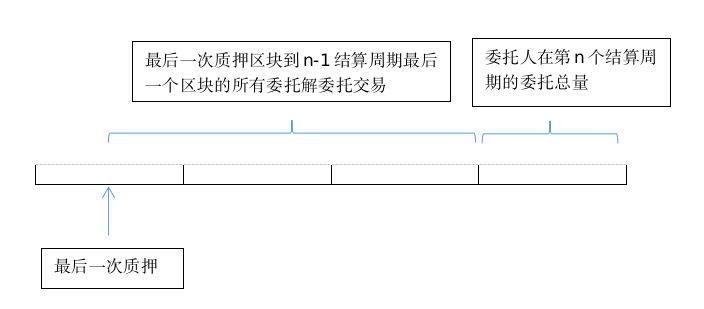 最后一次质押区块到 n-1 结算周期最后
一个区块的所有委托解委托交易
委托人在第 n 个结算周
期的委托总量
最后一次质押